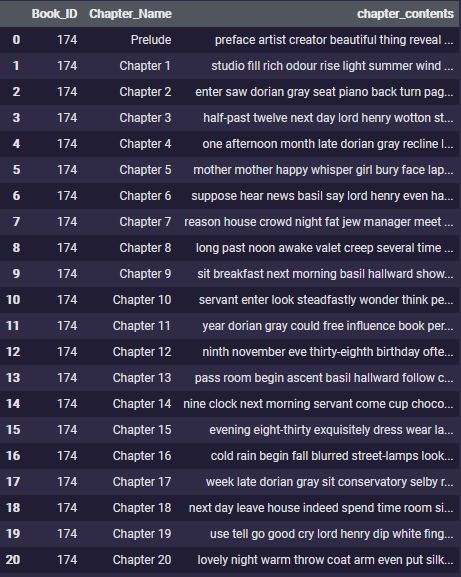 Book_ID Chapter_Name chapter_contents
0 174 Prelude preface artist creator beautiful thing reveal ...
1 174 Chapter 1 studio fill rich odour rise light summer wind ...
2 174 Chapter 2 enter saw dorian gray seat piano back turn pag...
3 174 Chapter 3 half-past twelve next day lord henry wotton st...
4 174 Chapter 4 one afternoon month late dorian gray recline l...
5 174 Chapter 5 mother mother happy whisper girl bury face lap...
6 174 Chapter 6 suppose hear news basil say lord henry even ha...
7 174 Chapter 7 reason house crowd night fat jew manager meet ...
8 174 Chapter 8 long past noon awake valet creep several time ...
9 174 Chapter 9 sit breakfast next morning basil hallward show...
10 174 Chapter 10 servant enter look steadfastly wonder think pe...
11 174 Chapter 11 year dorian gray could free influence book per...
12 174 Chapter 12 ninth november eve thirty-eighth birthday ofte...
13 174 Chapter 13 pass room begin ascent basil hallward follow c...
14 174 Chapter 14 nine clock next morning servant come cup choco...
15 174 Chapter 15 evening eight-thirty exquisitely dress wear la...
16 174 Chapter 16 cold rain begin fall blurred street-lamps look...
17 174 Chapter 17 week late dorian gray sit conservatory selby r...
18 174 Chapter 18 next day leave house indeed spend time room si...
19 174 Chapter 19 use tell go good cry lord henry dip white fing...
20 174 Chapter 20 lovely night warm throw coat arm even put silk...